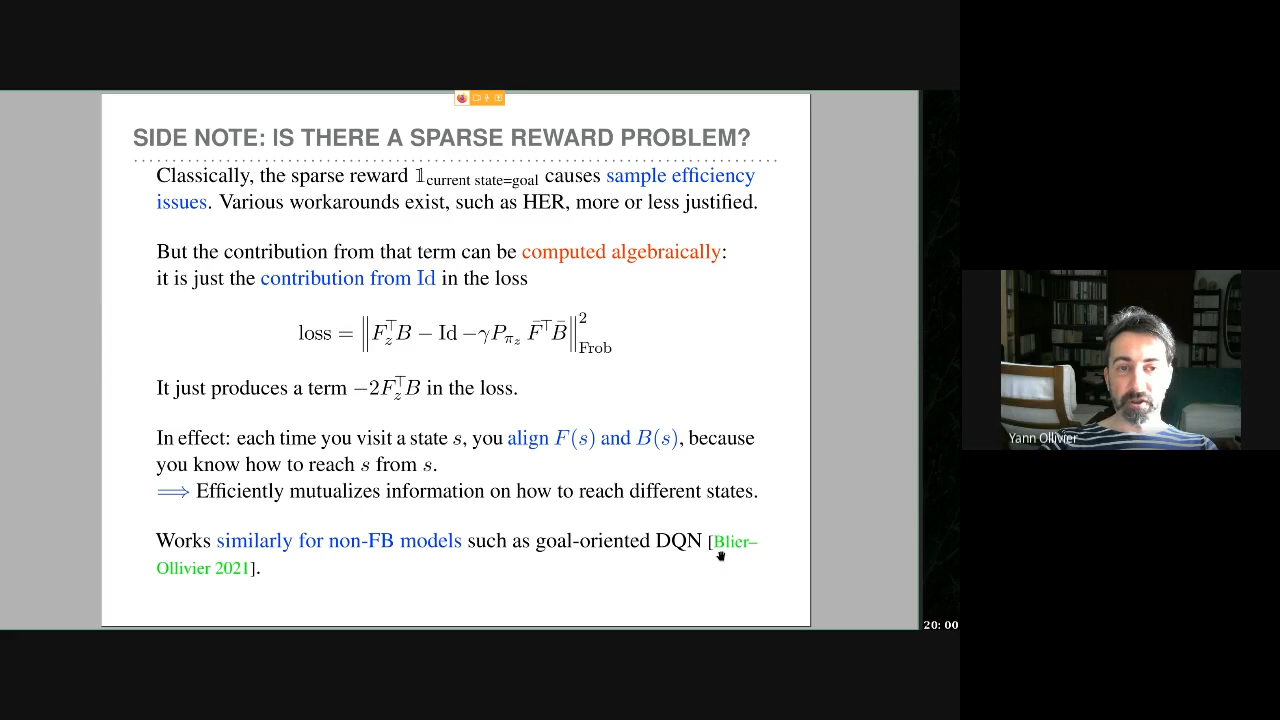 SIDE NOTE: IS THERE A SPARSE REWARD PROBLEM?
Classically, the sparse reward 𝟙_{current state=goal} causes sample efficiency
issues. Various workarounds exist, such as HER, more or less justified.
But the contribution from that term can be computed algebraically:
it is just the contribution from Id in the loss
loss = ‖F_z^⊤B − Id −γP_{π_z} F̄^⊤B̄‖²_{Frob}
It just produces a term −2F_z^⊤B in the loss.
In effect: each time you visit a state s, you align F(s) and B(s), because
you know how to reach s from s.
⟹ Efficiently mutualizes information on how to reach different states.
Works similarly for non-FB models such as goal-oriented DQN [Blier–
Ollivier 2021].
Yann Ollivier
20: 00